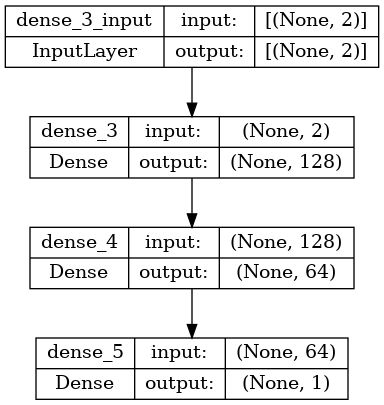 dense_3_input input: [(None, 2)]
InputLayer output: [(None, 2)]
dense_3 input: (None, 2)
Dense output: (None, 128)
dense_4 input: (None, 128)
Dense output: (None, 64)
dense_5 input: (None, 64)
Dense output: (None, 1)